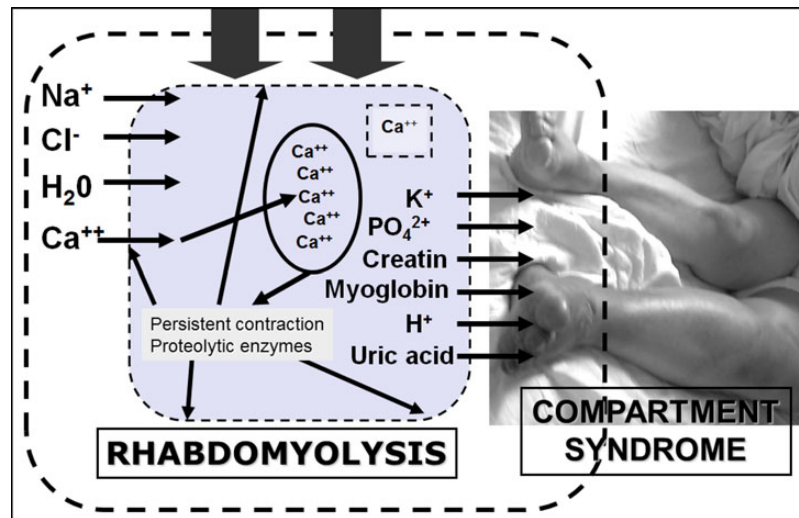 Na⁺
Cl⁻
H₂0
Ca⁺⁺
Ca⁺⁺
Ca⁺⁺
Ca⁺⁺
Ca⁺⁺
Ca⁺⁺
Ca⁺⁺
K⁺
PO₄²⁺
Creatin
Myoglobin
H⁺
Uric acid
Persistent contraction
Proteolytic enzymes
RHABDOMYOLYSIS
COMPARTMENT
SYNDROME